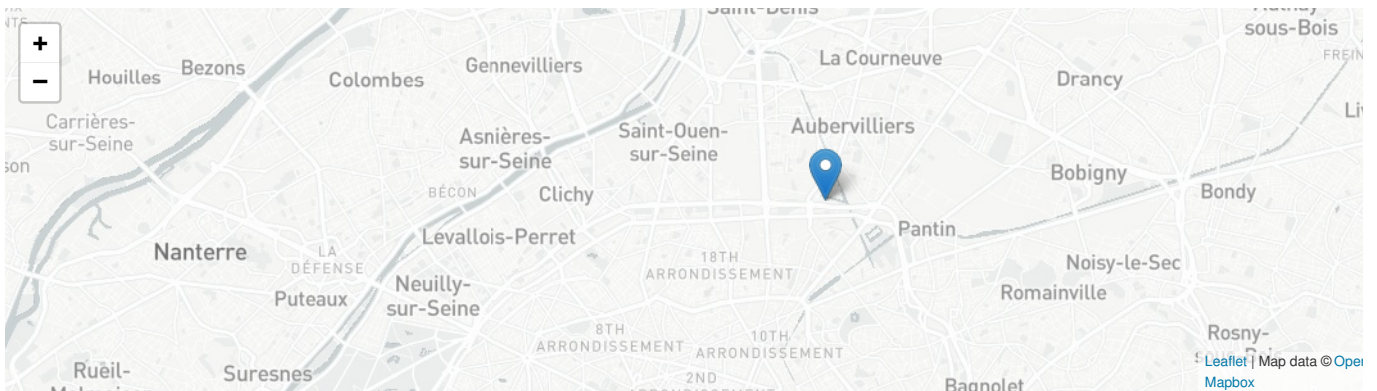 Saint-Denis
sous-Bois
+
La Courneuve
Gennevilliers
Bezons
Houilles
Colombes
Drancy
−
Carrières-
sur-Seine
Asnières-
sur-Seine
Saint-Ouen-
sur-Seine
Aubervilliers
Bobigny
BÉCON
Clichy
Bondy
Levallois-Perret
Pantin
Nanterre
LA
DÉFENSE
18TH
ARRONDISSEMENT
Noisy-le-Sec
Puteaux
Neuilly-
sur-Seine
Romainville
8TH
ARRONDISSEMENT
10TH
ARRONDISSEMENT
Rosny-
Rueil-
Suresnes
2ND
Bagnolet
Leaflet | Map data © Open
Mapbox